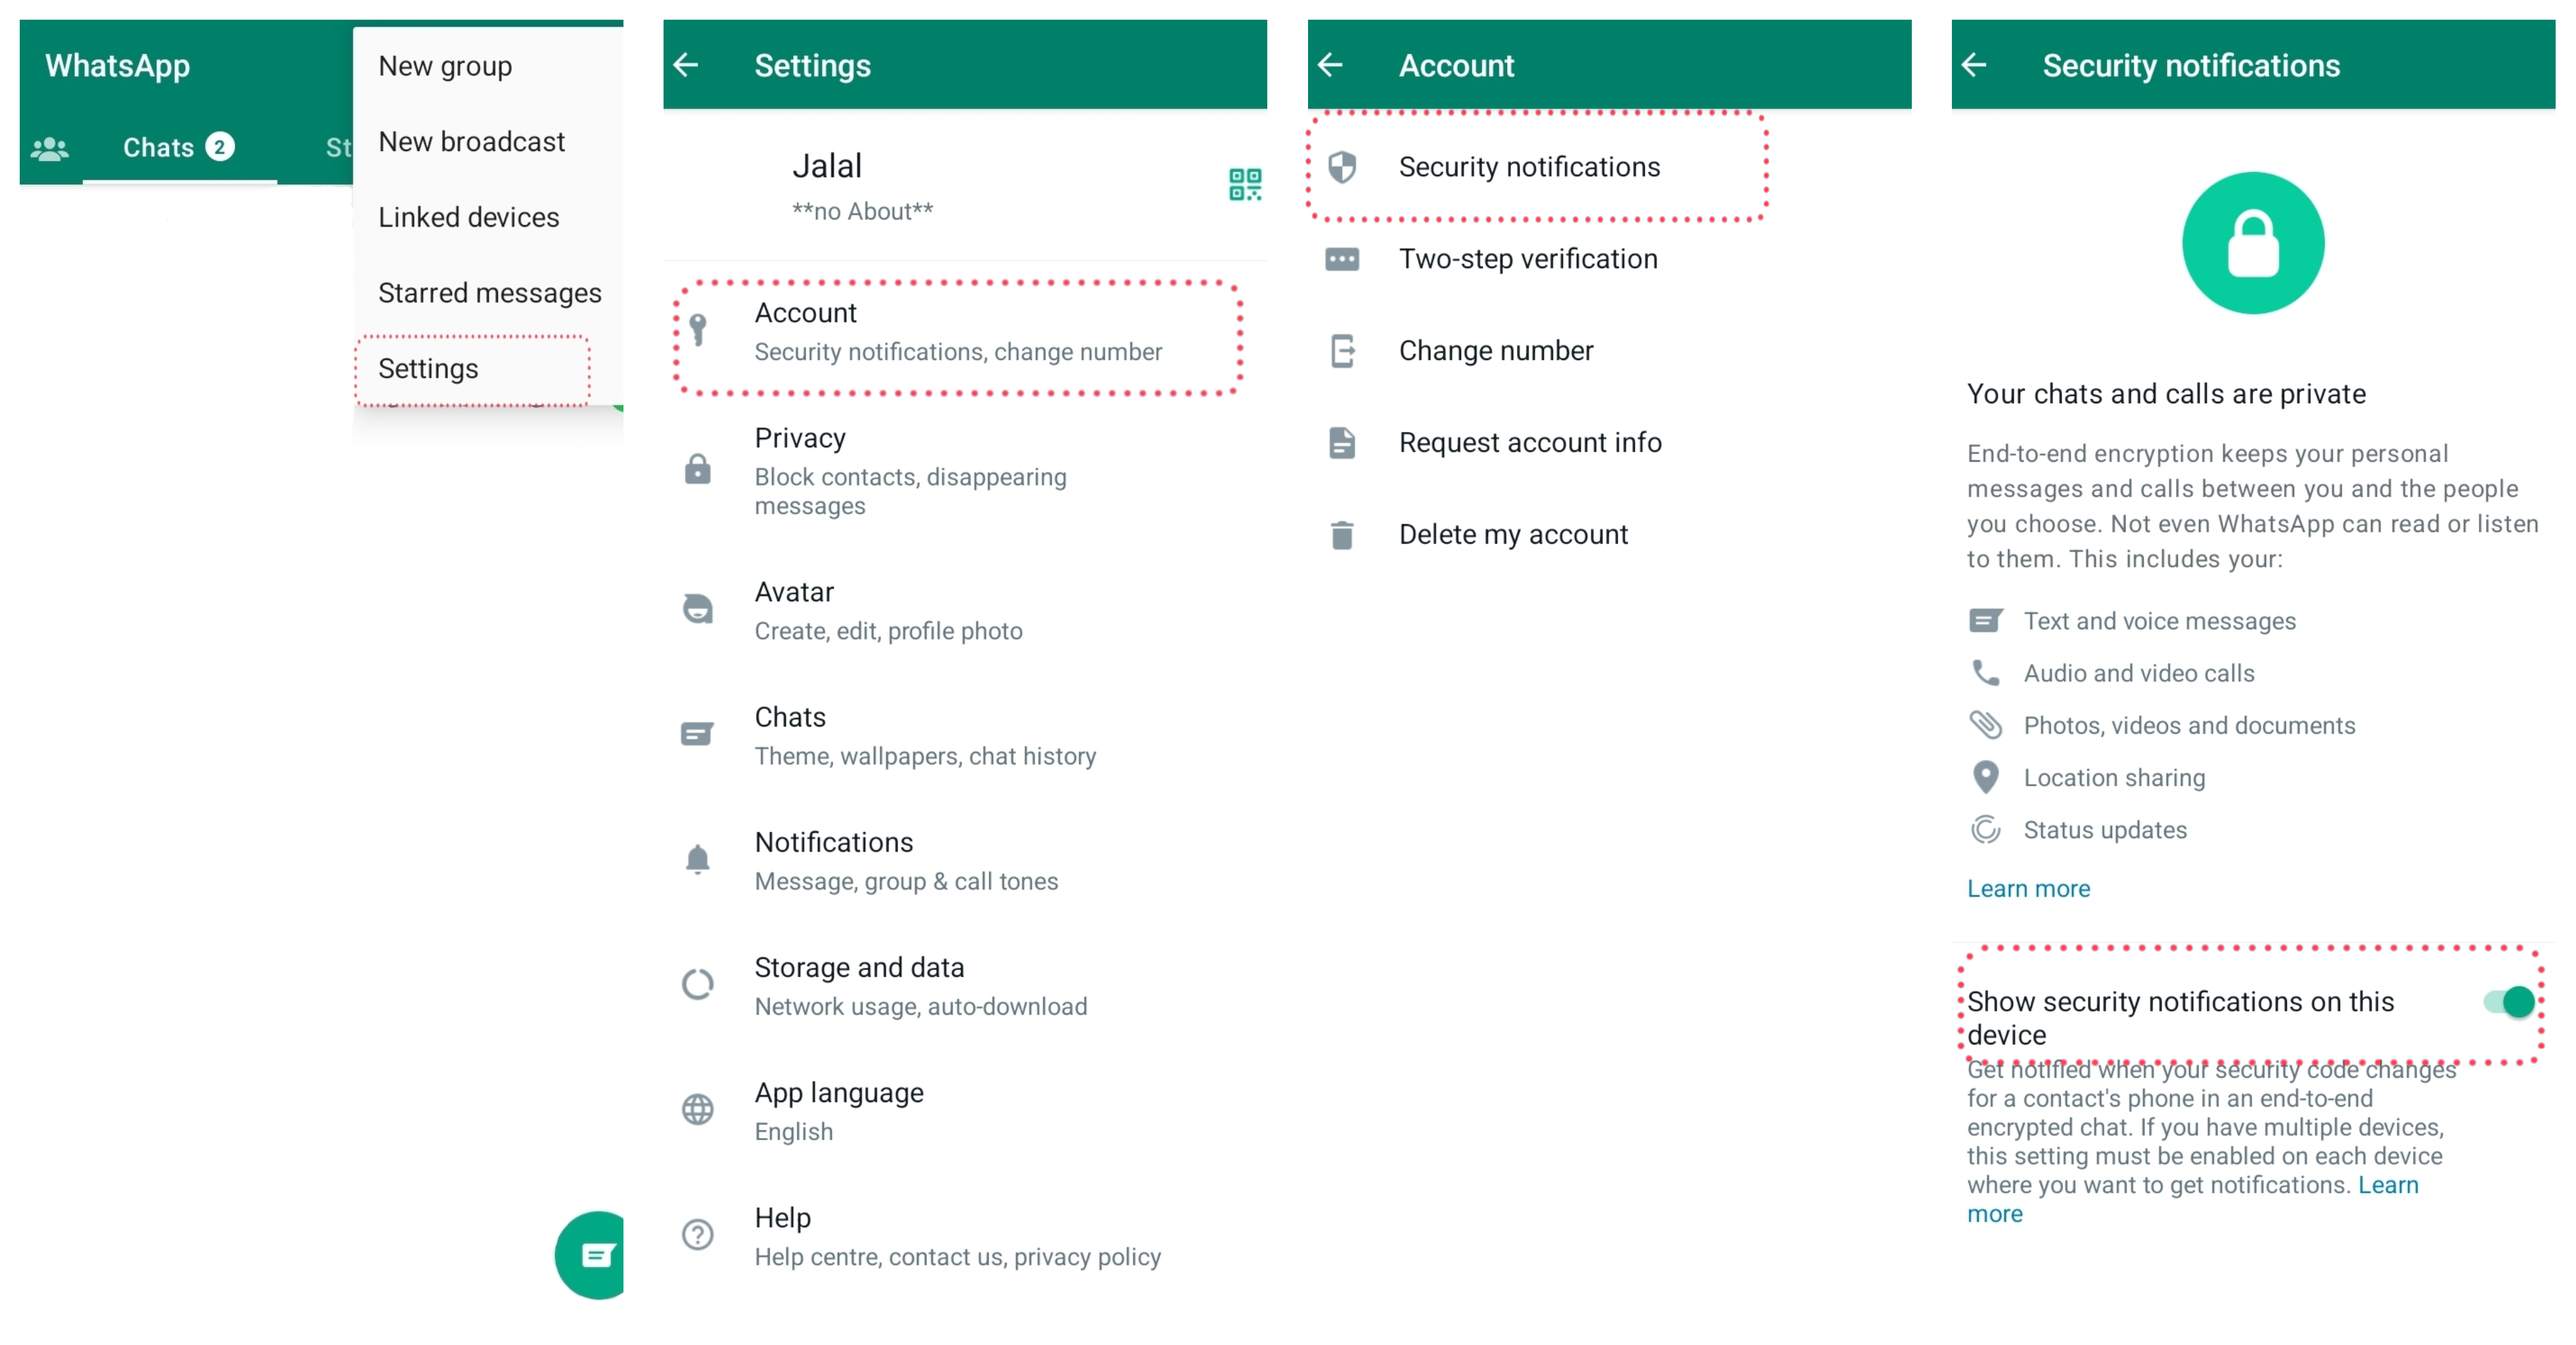 WhatsApp
Chats 2
St
New group
New broadcast
Linked devices
Starred messages
Settings
Settings
Jalal
**no About**
Account
Security notifications, change number
Privacy
Block contacts, disappearing
messages
Avatar
Create, edit, profile photo
Chats
Theme, wallpapers, chat history
Notifications
Message, group & call tones
Storage and data
Network usage, auto-download
App language
English
Help
Help centre, contact us, privacy policy
Account
Security notifications
Two-step verification
Change number
Request account info
Delete my account
Security notifications
Your chats and calls are private
End-to-end encryption keeps your personal
messages and calls between you and the people
you choose. Not even WhatsApp can read or listen
to them. This includes your:
Text and voice messages
Audio and video calls
Photos, videos and documents
Location sharing
Status updates
Learn more
Show security notifications on this
device
Get notified when your security code changes
for a contact's phone in an end-to-end
encrypted chat. If you have multiple devices,
this setting must be enabled on each device
where you want to get notifications. Learn
more